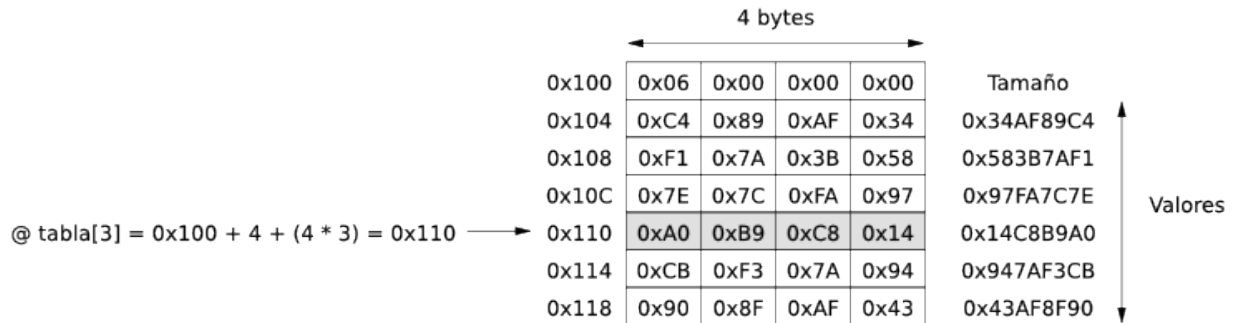 4 bytes
0x100 0x06 0x00 0x00 0x00 Tamaño
0x104 0xC4 0x89 0xAF 0x34 0x34AF89C4
0x108 0xF1 0x7A 0x3B 0x58 0x583B7AF1
0x10C 0x7E 0x7C 0xFA 0x97 0x97FA7C7E
Valores
@ tabla[3] = 0x100 + 4 + (4 * 3) = 0x110 0x110 0xA0 0xB9 0xC8 0x14 0x14C8B9A0
0x114 0xCB 0xF3 0x7A 0x94 0x947AF3CB
0x118 0x90 0x8F 0xAF 0x43 0x43AF8F90